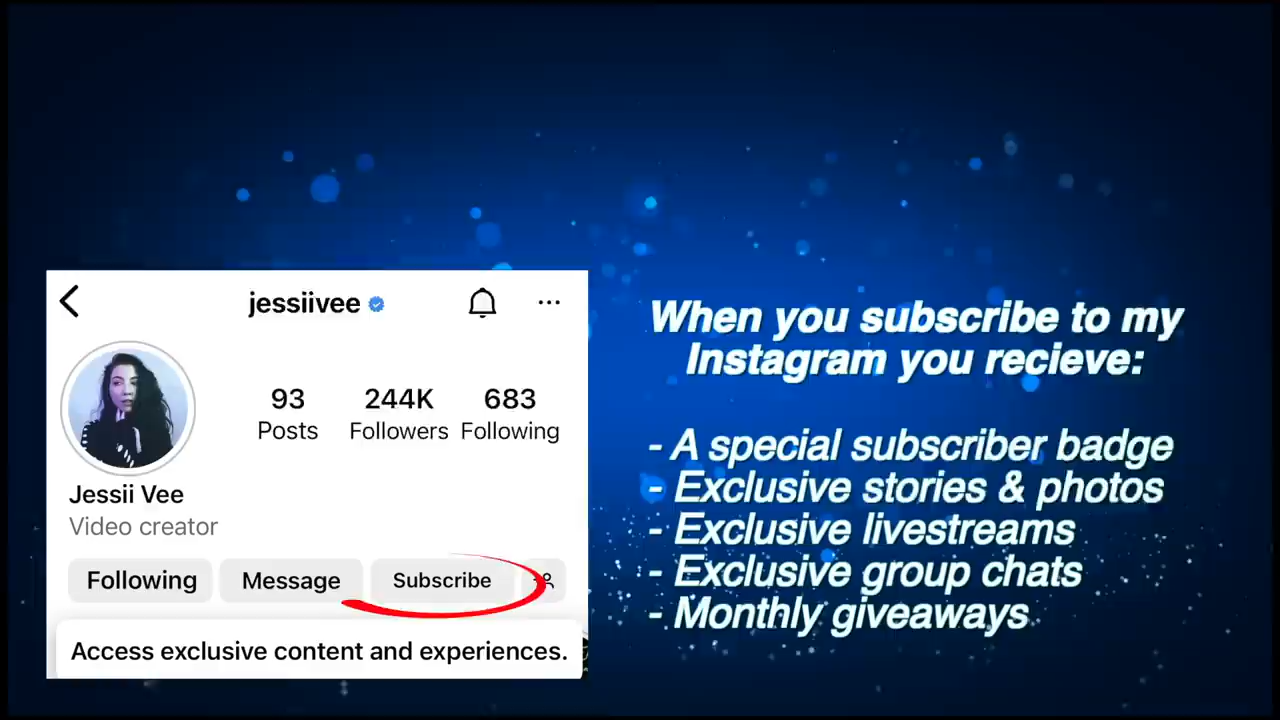 jessiivee
93 244K 683
Posts Followers Following
Jessii Vee
Video creator
Following Message Subscribe
Access exclusive content and experiences.
When you subscribe to my
Instagram you recieve:
- A special subscriber badge
- Exclusive stories & photos
- Exclusive livestreams
- Exclusive group chats
- Monthly giveaways